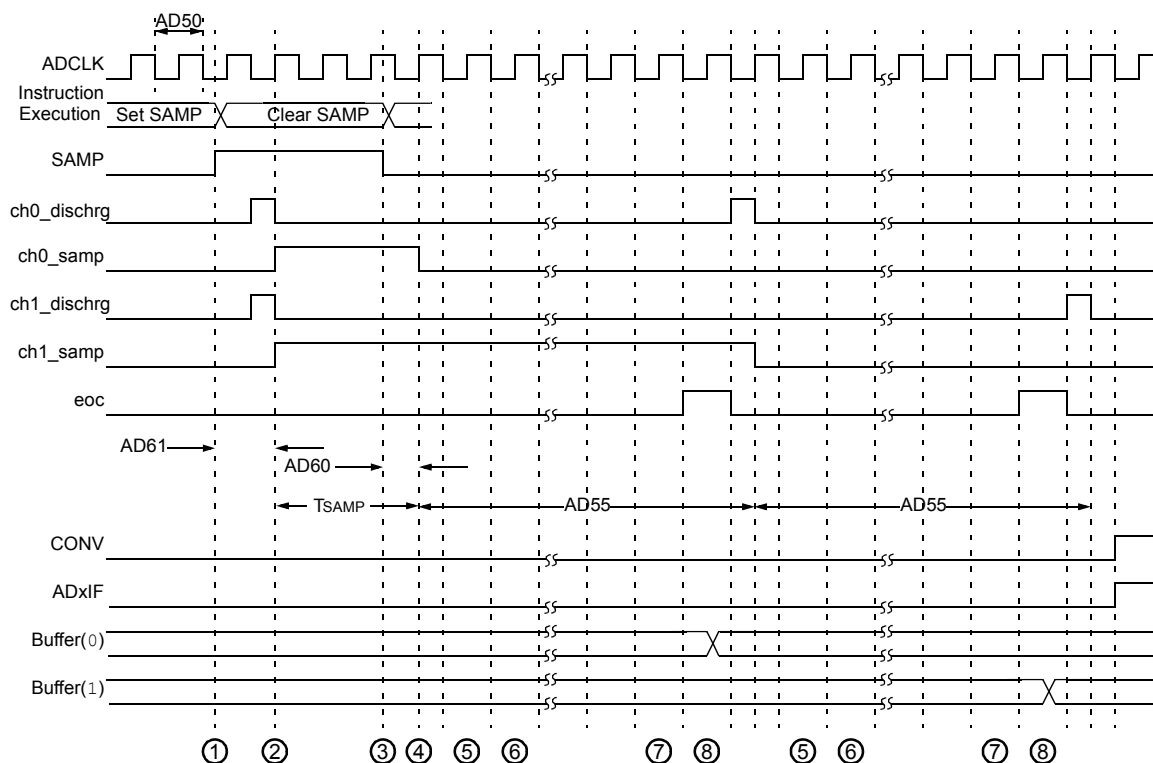 AD50
ADCLK
Instruction
Execution Set SAMP Clear SAMP
SAMP
ch0_dischrg
ch0_samp
ch1_dischrg
ch1_samp
eoc
AD61
AD60
TSAMP AD55 AD55
CONV
ADxIF
Buffer(0)
Buffer(1)
1 2 3 4 5 6 7 8 5 6 7 8